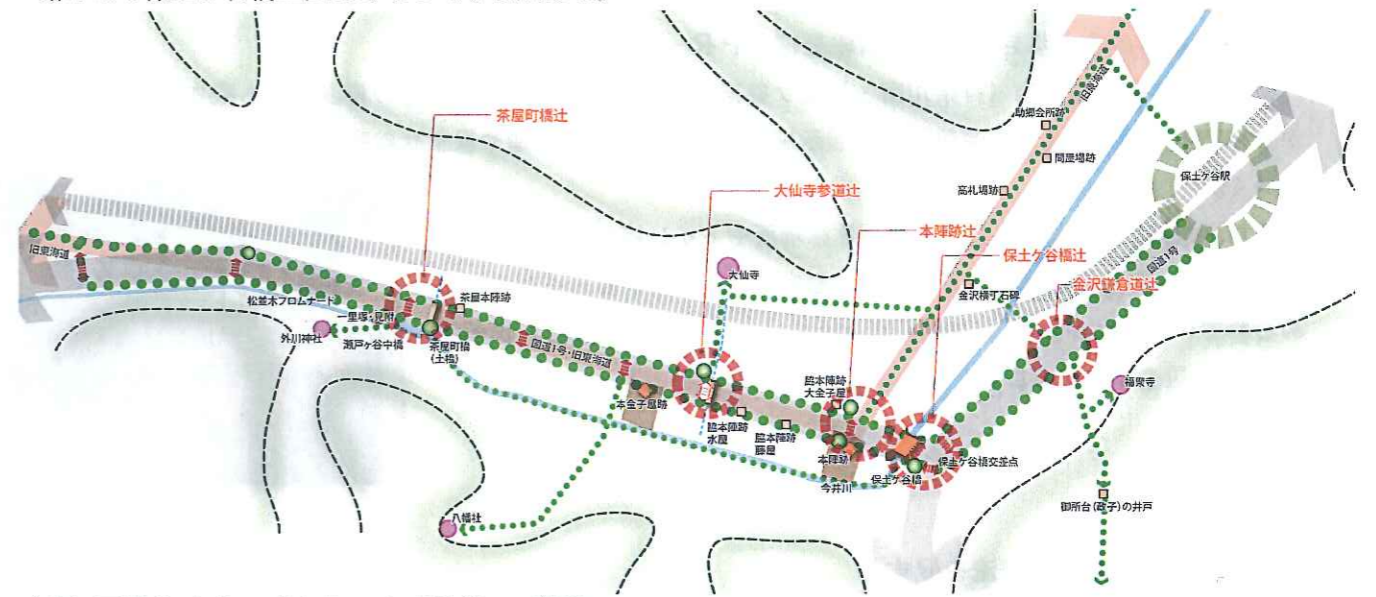 茶屋町橋辻
旧東海道
助郷会所跡
問屋場跡
高札場跡
保土ケ谷駅
大仙寺参道辻
本陣跡辻
保土ケ谷橋辻
金沢鎌倉道辻
国道1号
旧東海道
大仙寺
金沢横丁石碑
松並木プロムナード
一里塚・見附
茶屋本陣跡
外川神社
瀬戸ヶ谷中橋
茶屋町橋
(土橋)
国道1号・旧東海道
本金子屋跡
脇本陣跡
水屋
脇本陣跡
藤屋
脇本陣跡
大金子屋
本陣跡
今井川
保土ケ谷橋
保土ケ谷橋交差点
福聚寺
御所台(政子)の井戸
八幡社